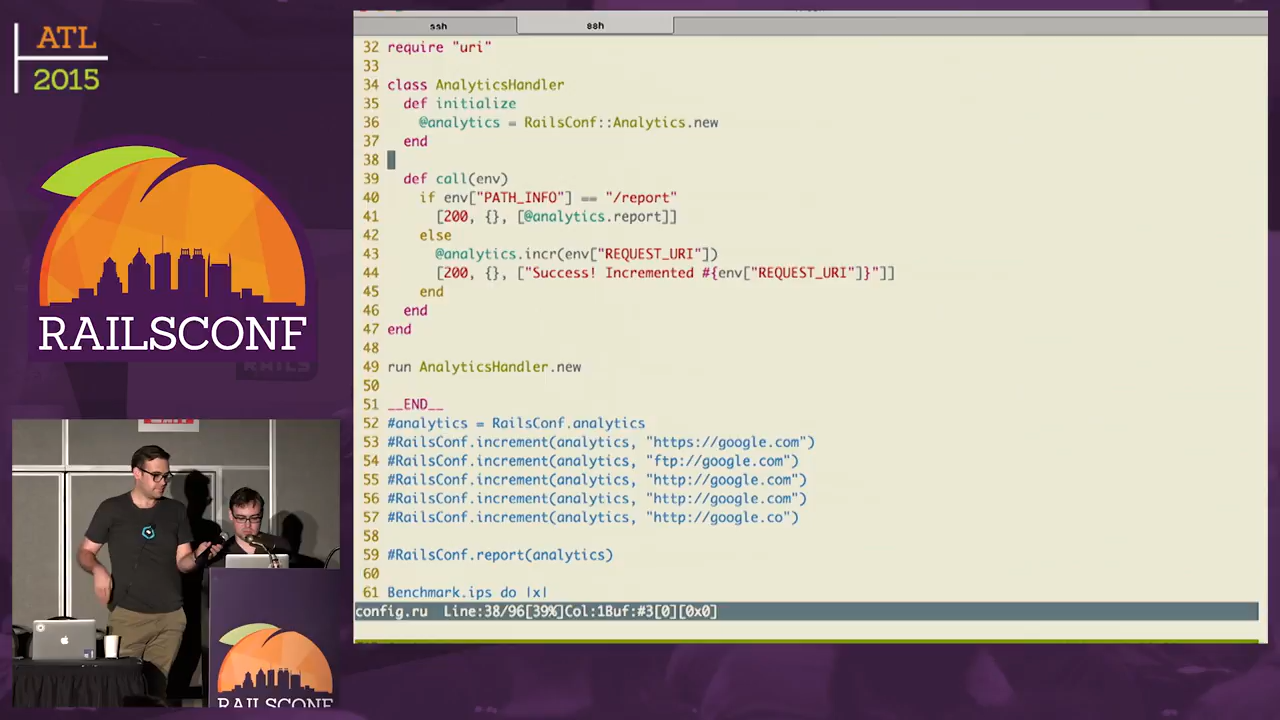 ATL
2015
RAILSCONF
ssh
ssh
32 require "uri"
33
34 class AnalyticsHandler
35 def initialize
36 @analytics = RailsConf::Analytics.new
37 end
38
39 def call(env)
40 if env["PATH_INFO"] == "/report"
41 [200, {}, [@analytics.report]]
42 else
43 @analytics.incr(env["REQUEST_URI"])
44 [200, {}, ["Success! Incremented #{env["REQUEST_URI"]}"]]
45 end
46 end
47 end
48
49 run AnalyticsHandler.new
50
51 __END__
52 #analytics = RailsConf.analytics
53 #RailsConf.increment(analytics, "https://google.com")
54 #RailsConf.increment(analytics, "ftp://google.com")
55 #RailsConf.increment(analytics, "http://google.com")
56 #RailsConf.increment(analytics, "http://google.com")
57 #RailsConf.increment(analytics, "http://google.co")
58
59 #RailsConf.report(analytics)
60
61 Benchmark.ips do |x|
config.ru Line:38/96[39%]Col:1Buf:#3[0][0x0]
RAILSCONF